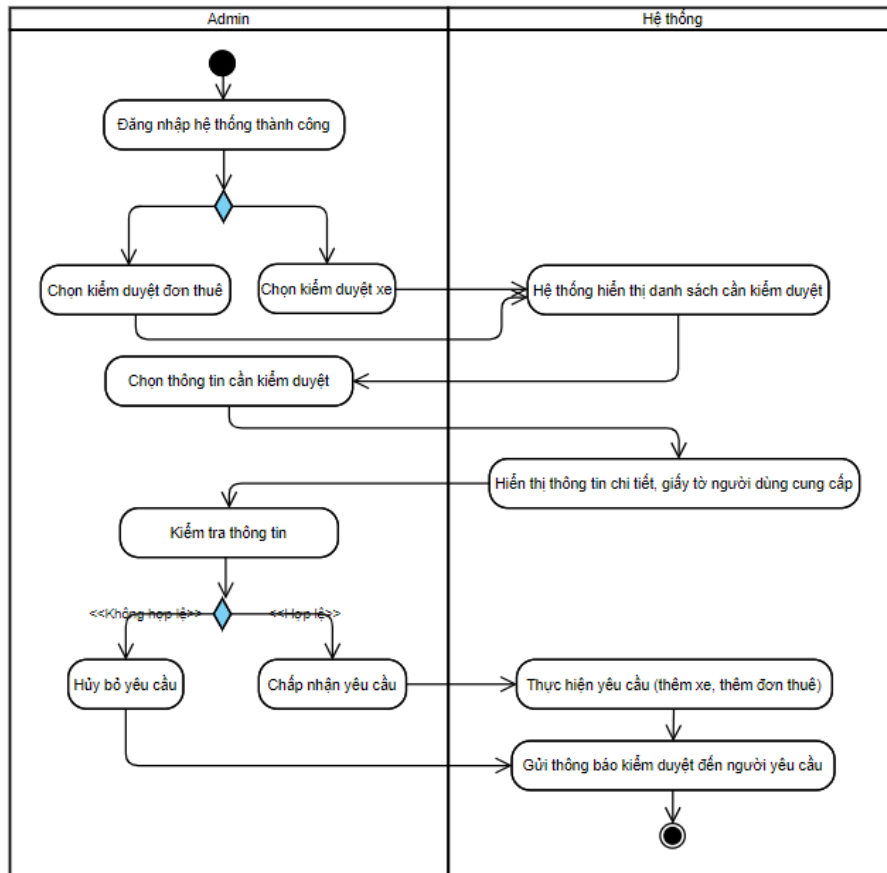 Admin
Hệ thống
Đăng nhập hệ thống thành công
Chọn kiểm duyệt đơn thuê
Chọn kiểm duyệt xe
Hệ thống hiển thị danh sách cần kiểm duyệt
Chọn thông tin cần kiểm duyệt
Hiển thị thông tin chi tiết, giấy tờ người dùng cung cấp
Kiểm tra thông tin
<<Không hợp lệ>>
<<Hợp lệ>>
Hủy bỏ yêu cầu
Chấp nhận yêu cầu
Thực hiện yêu cầu (thêm xe, thêm đơn thuê)
Gửi thông báo kiểm duyệt đến người yêu cầu